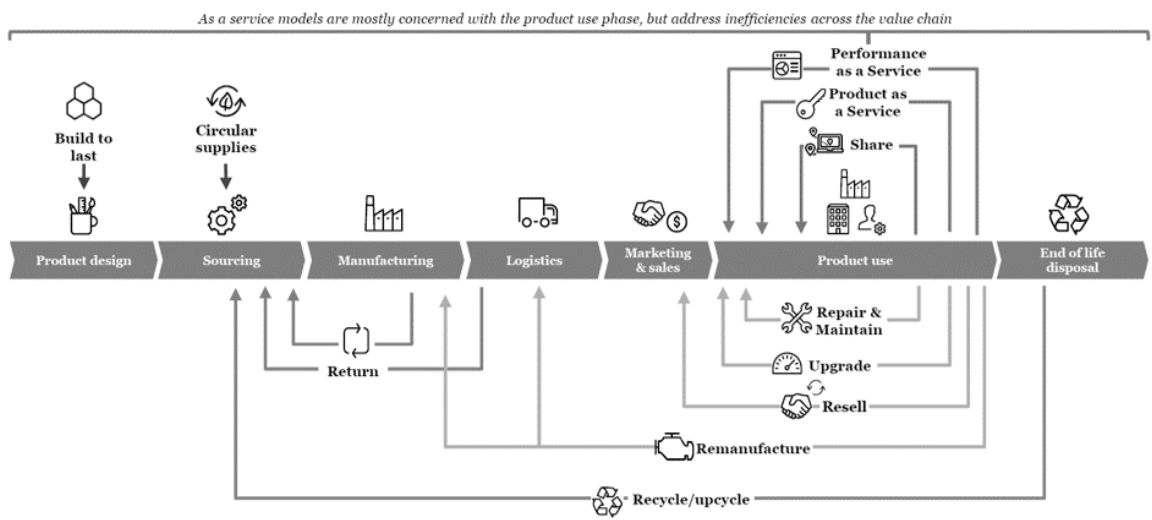 As a service models are mostly concerned with the product use phase, but address inefficiencies across the value chain
Performance
as a Service
Product as
a Service
Share
Build to
last
Circular
supplies
$
Product design
Sourcing
Manufacturing
Logistics
Marketing
& sales
Product use
End of life
disposal
Repair &
Maintain
Return
Upgrade
Resell
Remanufacture
Recycle/upcycle